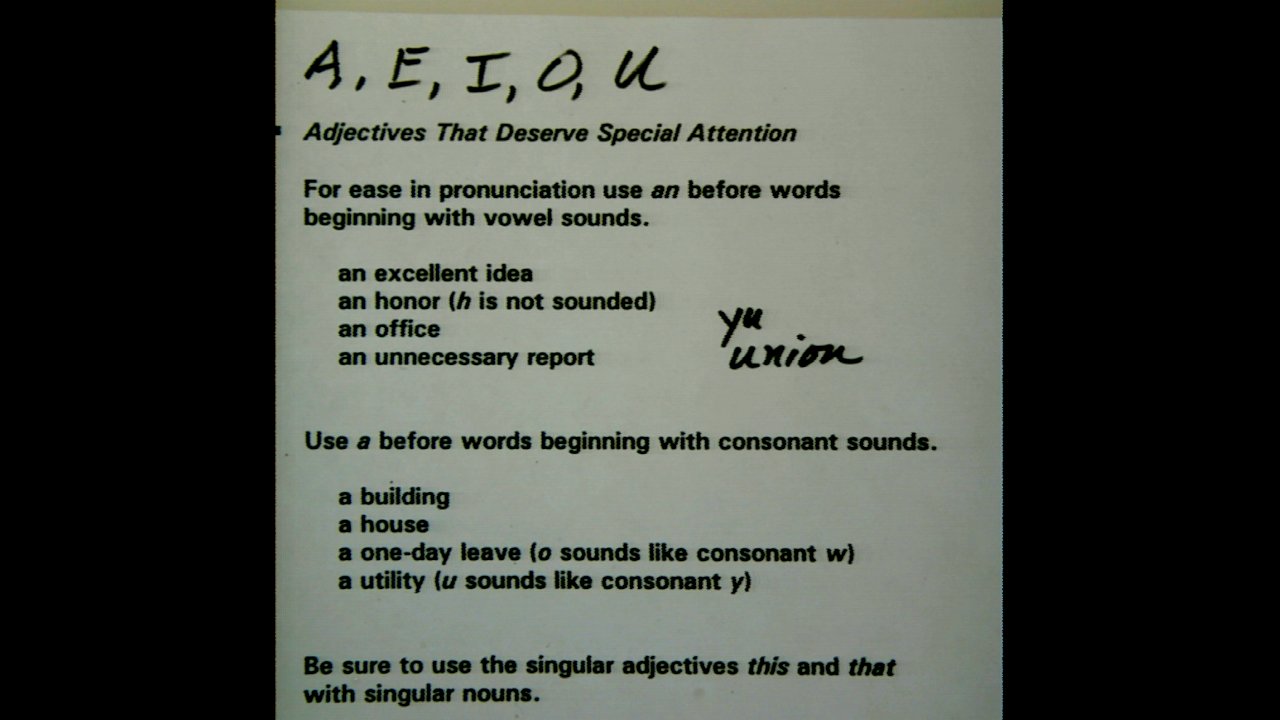 A, E, I, O, U
Adjectives That Deserve Special Attention
For ease in pronunciation use an before words
beginning with vowel sounds.
an excellent idea
an honor (h is not sounded)
an office
an unnecessary report
yu
union
Use a before words beginning with consonant sounds.
a building
a house
a one-day leave (o sounds like consonant w)
a utility (u sounds like consonant y)
Be sure to use the singular adjectives this and that
with singular nouns.